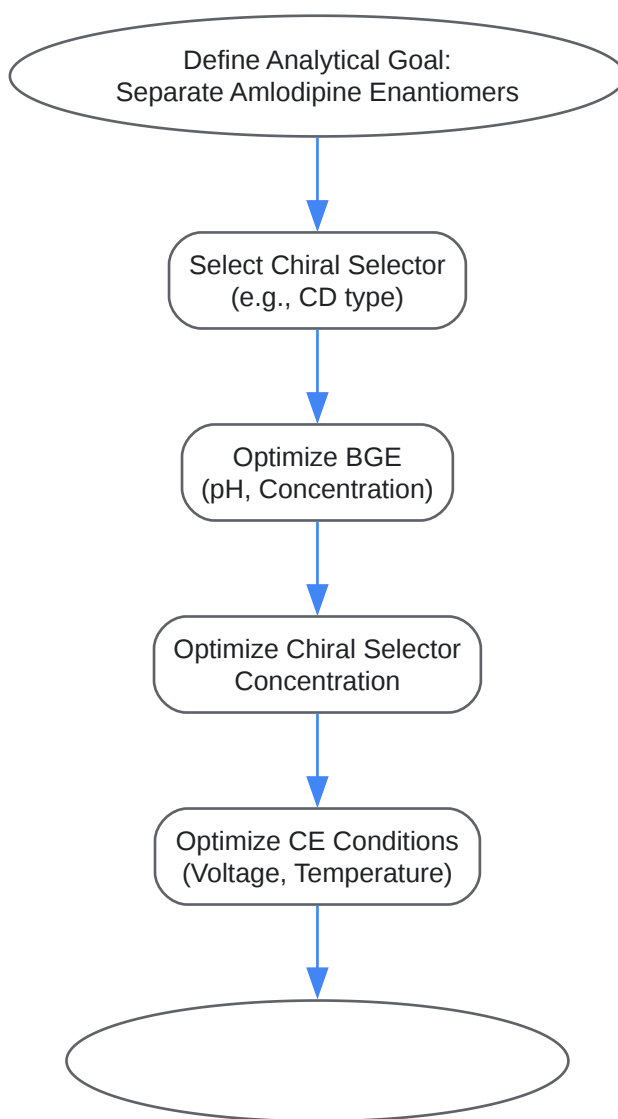 Define Analytical Goal:
Separate Amlodipine Enantiomers
Select Chiral Selector
(e.g., CD type)
Optimize BGE
(pH, Concentration)
Optimize Chiral Selector
Concentration
Optimize CE Conditions
(Voltage, Temperature)